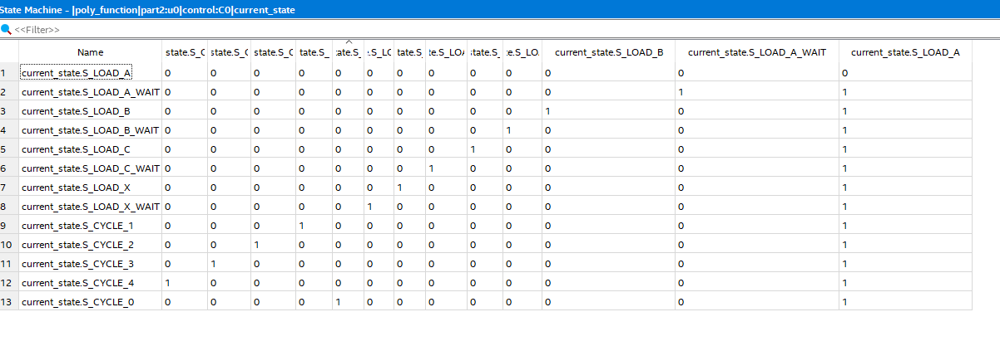 State Machine - |poly_function|part2:u0|control:C0|current_state
<<Filter>>
Name state.S_C state.S_C state.S_C tate.S_ :ate.S_ :.S_LC tate.S_ te.S_LOA state.S_ te.S_LO. current_state.S_LOAD_B current_state.S_LOAD_A_WAIT current_state.S_LOAD_A
1 current_state.S_LOAD_A 0 0 0 0 0 0 0 0 0 0 0 0 0
2 current_state.S_LOAD_A_WAIT 0 0 0 0 0 0 0 0 0 0 0 1 1
3 current_state.S_LOAD_B 0 0 0 0 0 0 0 0 0 0 1 0 1
4 current_state.S_LOAD_B_WAIT 0 0 0 0 0 0 0 0 0 1 0 0 1
5 current_state.S_LOAD_C 0 0 0 0 0 0 0 0 1 0 0 0 1
6 current_state.S_LOAD_C_WAIT 0 0 0 0 0 0 0 1 0 0 0 0 1
7 current_state.S_LOAD_X 0 0 0 0 0 0 1 0 0 0 0 0 1
8 current_state.S_LOAD_X_WAIT 0 0 0 0 0 1 0 0 0 0 0 0 1
9 current_state.S_CYCLE_1 0 0 0 1 0 0 0 0 0 0 0 0 1
10 current_state.S_CYCLE_2 0 0 1 0 0 0 0 0 0 0 0 0 1
11 current_state.S_CYCLE_3 0 1 0 0 0 0 0 0 0 0 0 0 1
12 current_state.S_CYCLE_4 1 0 0 0 0 0 0 0 0 0 0 0 1
13 current_state.S_CYCLE_0 0 0 0 0 1 0 0 0 0 0 0 0 1